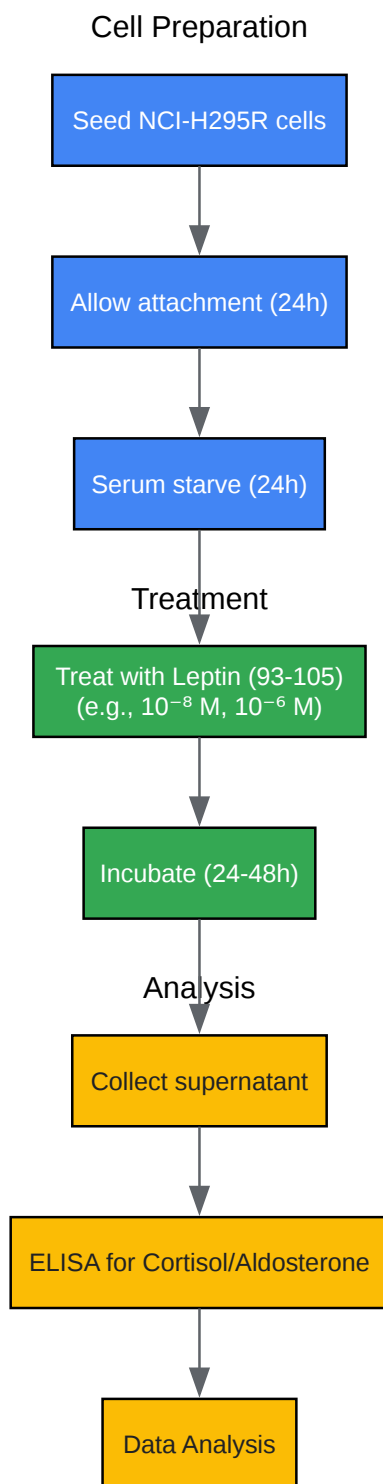 Cell Preparation
Seed NCI-H295R cells
Allow attachment (24h)
Serum starve (24h)
Treatment
Treat with Leptin (93-105)
(e.g., 10⁻⁸ M, 10⁻⁶ M)
Incubate (24-48h)
Analysis
Collect supernatant
ELISA for Cortisol/Aldosterone
Data Analysis